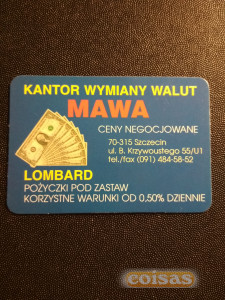 KANTOR WYMIANY WALUT
MAWA
CENY NEGOCJOWANE
70-315 Szczecin
ul. B. Krzywoustego 55/U1
tel./fax (091) 484-58-52
LOMBARD
POŻYCZKI POD ZASTAW
KORZYSTNE WARUNKI OD 0,50% DZIENNIE
coisas